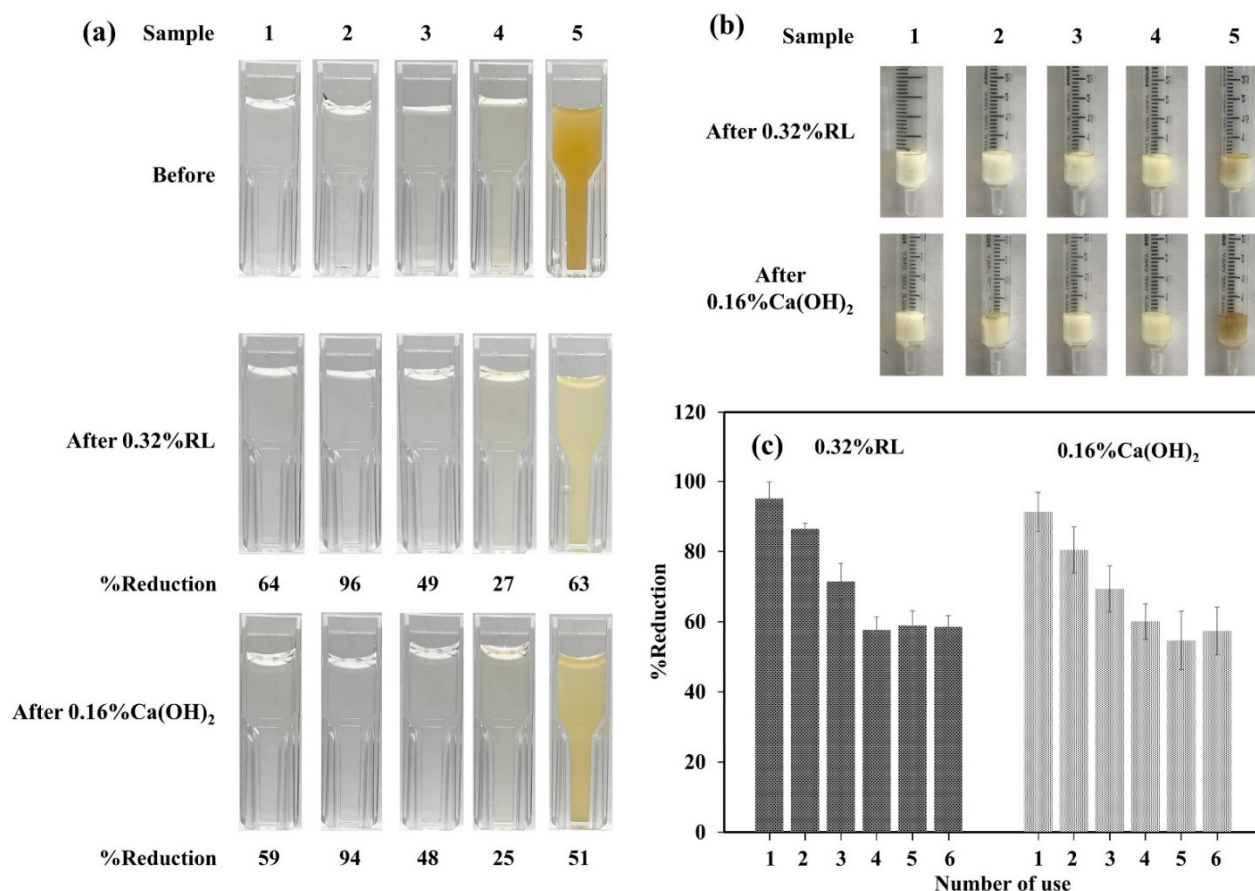 (a) Sample 1 2 3 4 5
Before
After 0.32%RL
%Reduction 64 96 49 27 63
After 0.16%Ca(OH)₂
%Reduction 59 94 48 25 51
(b) Sample 1 2 3 4 5
After 0.32%RL
After
0.16%Ca(OH)₂
(c) 0.32%RL 0.16%Ca(OH)₂
%Reduction
120
100
80
60
40
20
0
1 2 3 4 5 6 1 2 3 4 5 6
Number of use